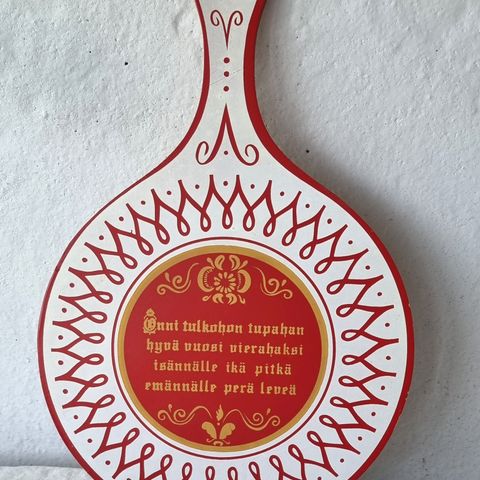 Onni tulkohon tupahan
hyvä vuosi vierahaksi
isännälle ikä pitkä
emännälle perä leveä